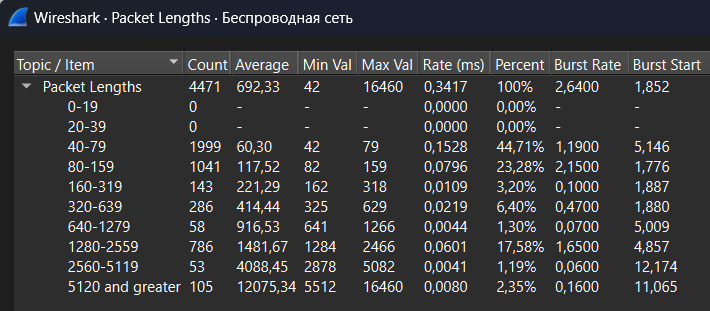 Wireshark · Packet Lengths · Беспроводная сеть
Topic / Item Count Average Min Val Max Val Rate (ms) Percent Burst Rate Burst Start
Packet Lengths 4471 692,33 42 16460 0,3417 100% 2,6400 1,852
0-19 0 - - - 0,0000 0,00% - -
20-39 0 - - - 0,0000 0,00% - -
40-79 1999 60,30 42 79 0,1528 44,71% 1,1900 5,146
80-159 1041 117,52 82 159 0,0796 23,28% 2,1500 1,776
160-319 143 221,29 162 318 0,0109 3,20% 0,1000 1,887
320-639 286 414,44 325 629 0,0219 6,40% 0,4700 1,880
640-1279 58 916,53 641 1266 0,0044 1,30% 0,0700 5,009
1280-2559 786 1481,67 1284 2466 0,0601 17,58% 1,6500 4,857
2560-5119 53 4088,45 2878 5082 0,0041 1,19% 0,0600 12,174
5120 and greater 105 12075,34 5512 16460 0,0080 2,35% 0,1600 11,065